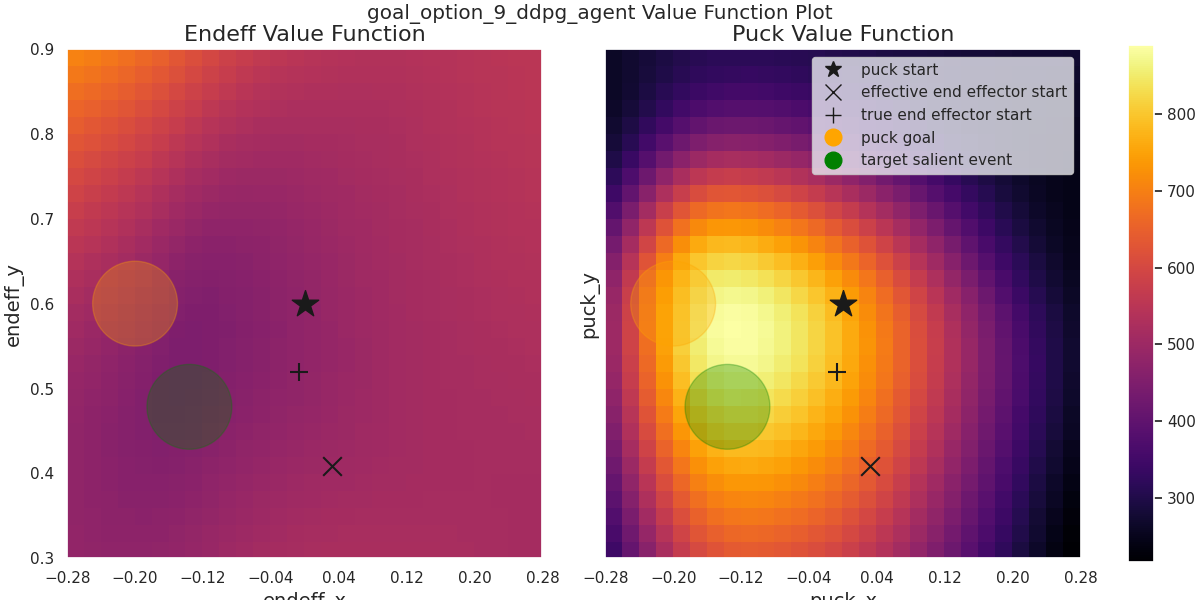 goal_option_9_ddpg_agent Value Function Plot
Endeff Value Function
Puck Value Function
puck start
effective end effector start
true end effector start
puck goal
target salient event
endeff_y
0.9
0.8
0.7
0.6
0.5
0.4
0.3
−0.28 −0.20 −0.12 −0.04 0.04 0.12 0.20 0.28
endeff_x
puck_y
−0.28 −0.20 −0.12 −0.04 0.04 0.12 0.20 0.28
puck_x
800
700
600
500
400
300